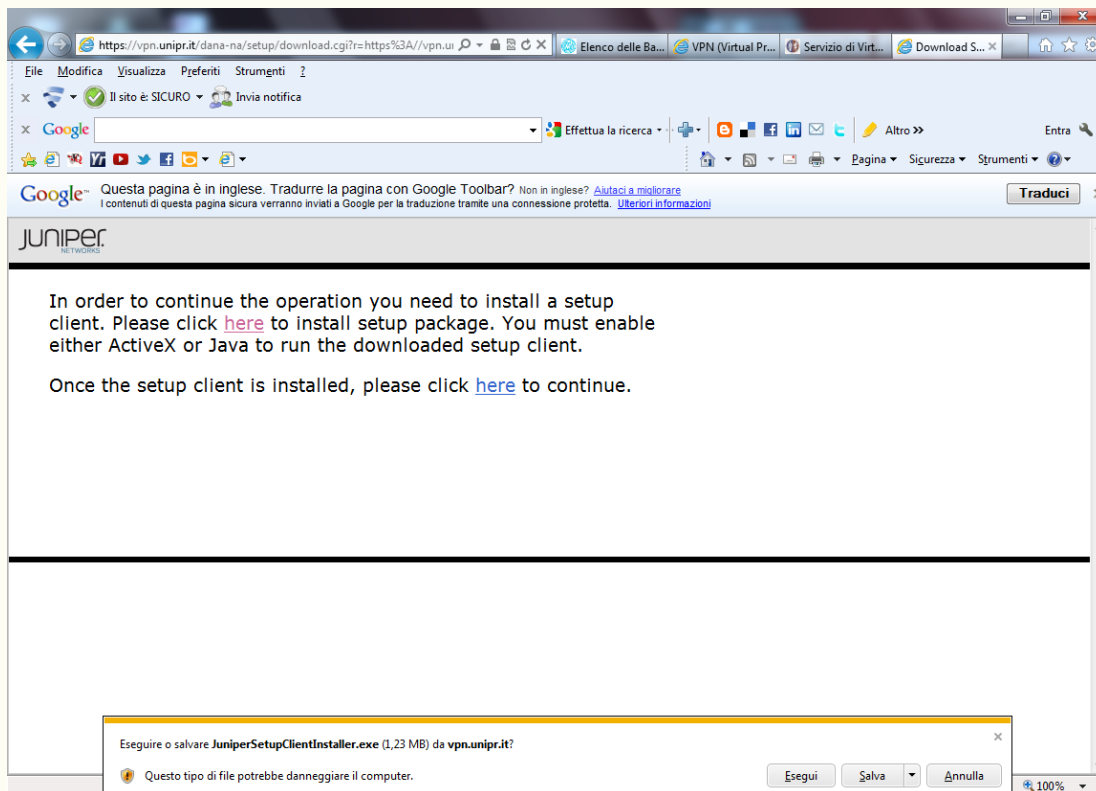 https://vpn.unipr.it/dana-na/setup/download.cgi?r=https%3A//vpn.ui
Elenco delle Ba...
VPN (Virtual Pr...
Servizio di Virt...
Download S...
File Modifica Visualizza Preferiti Strumenti ?
x Il sito è: SICURO Invia notifica
x Google Effettua la ricerca Altro >> Entra
Pagina Sicurezza Strumenti
Google Questa pagina è in inglese. Tradurre la pagina con Google Toolbar? Non in inglese? Aiutaci a migliorare Traduci
I contenuti di questa pagina sicura verranno inviati a Google per la traduzione tramite una connessione protetta. Ulteriori informazioni
JUNIPEr
NETWORKS
In order to continue the operation you need to install a setup
client. Please click here to install setup package. You must enable
either ActiveX or Java to run the downloaded setup client.
Once the setup client is installed, please click here to continue.
Eseguire o salvare JuniperSetupClientInstaller.exe (1,23 MB) da vpn.unipr.it?
Questo tipo di file potrebbe danneggiare il computer. Esegui Salva Annulla
100%